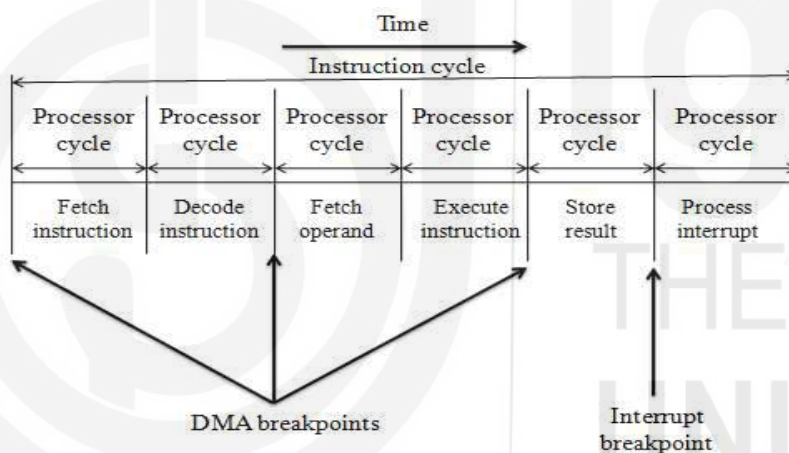 Time
Instruction cycle
Processor cycle Processor cycle Processor cycle Processor cycle Processor cycle Processor cycle
Fetch instruction Decode instruction Fetch operand Execute instruction Store result Process interrupt
DMA breakpoints
Interrupt breakpoint
THE